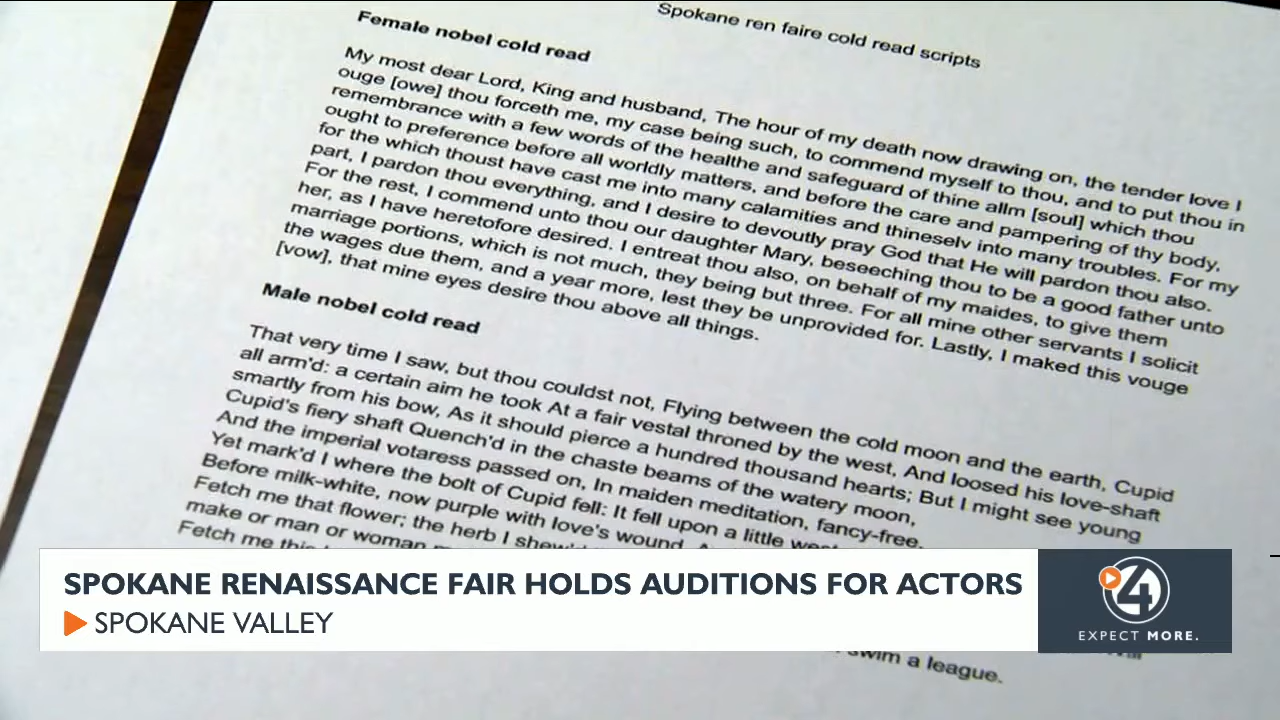 Spokane ren faire cold read scripts
Female nobel cold read
My most dear Lord, King and husband, The hour of my death now drawing on, the tender love I
ouge [owe] thou forceth me, my case being such, to commend myself to thou, and to put thou in
remembrance with a few words of the healthe and safeguard of thine allm [soul] which thou
ought to preference before all worldly matters, and before the care and pampering of thy body,
for the which thoust have cast me into many calamities and thineselv into many troubles. For my
part, I pardon thou everything, and I desire to devoutly pray God that He will pardon thou also.
For the rest, I commend unto thou our daughter Mary, beseeching thou to be a good father unto
her, as I have heretofore desired. I entreat thou also, on behalf of my maides, to give them
marriage portions, which is not much, they being but three. For all mine other servants I solicit
the wages due them, and a year more, lest they be unprovided for. Lastly, I maked this vouge
[vow], that mine eyes desire thou above all things.
Male nobel cold read
That very time I saw, but thou couldst not, Flying between the cold moon and the earth, Cupid
all arm'd: a certain aim he took At a fair vestal throned by the west, And loosed his love-shaft
smartly from his bow, As it should pierce a hundred thousand hearts; But I might see young
Cupid's fiery shaft Quench'd in the chaste beams of the watery moon,
And the imperial votaress passed on, In maiden meditation, fancy-free.
Yet mark'd I where the bolt of Cupid fell: It fell upon a little
Before milk-white, now purple with love's wound,
Fetch me that flower; the herb I
make or man or woman
Fetch me
swim a league.
SPOKANE RENAISSANCE FAIR HOLDS AUDITIONS FOR ACTORS
SPOKANE VALLEY
4
EXPECT MORE.